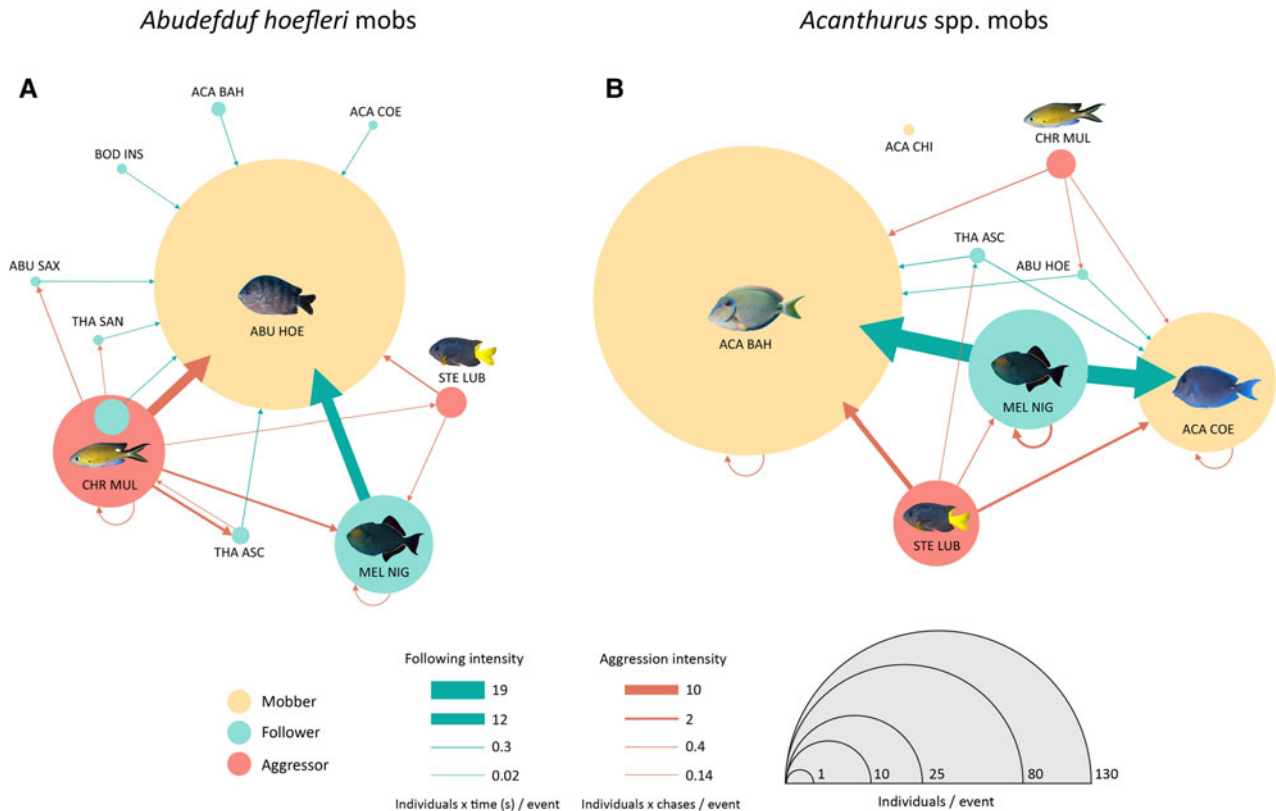 Abudefduf hoefleri mobs
Acanthurus spp. mobs
A
B
ACA BAH
ACA COE
BOD INS
ABU SAX
THA SAN
ABU HOE
STE LUB
CHR MUL
THA ASC
MEL NIG
ACA CHI
CHR MUL
THA ASC
ABU HOE
ACA BAH
MEL NIG
ACA COE
STE LUB
Mobber
Follower
Aggressor
Following intensity
19
12
0.3
0.02
Individuals x time (s) / event
Aggression intensity
10
2
0.4
0.14
Individuals x chases / event
1 10 25 80 130
Individuals / event